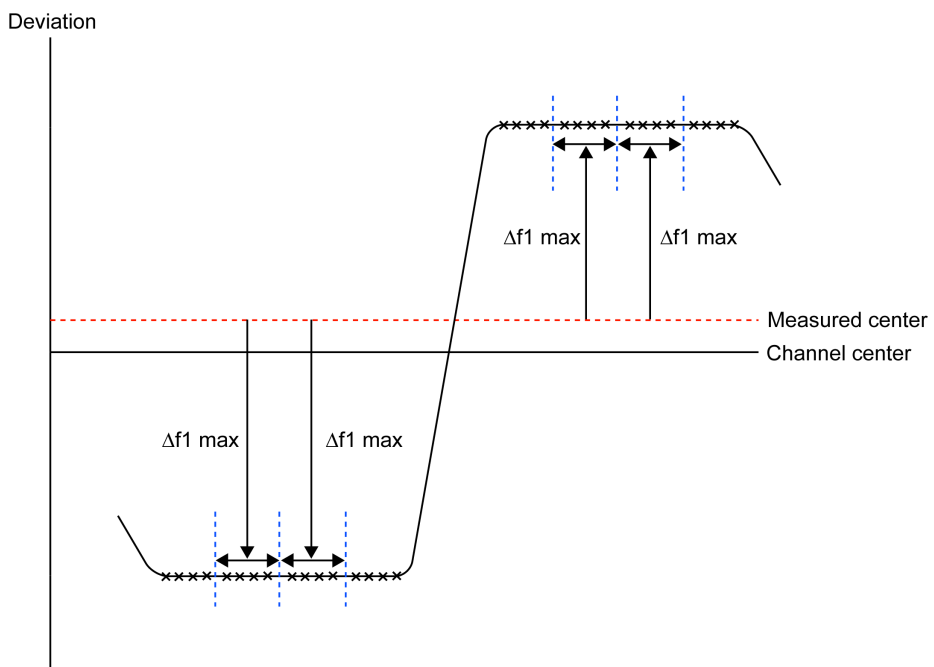 Deviation
Δf1 max
Δf1 max
Measured center
Channel center
Δf1 max
Δf1 max